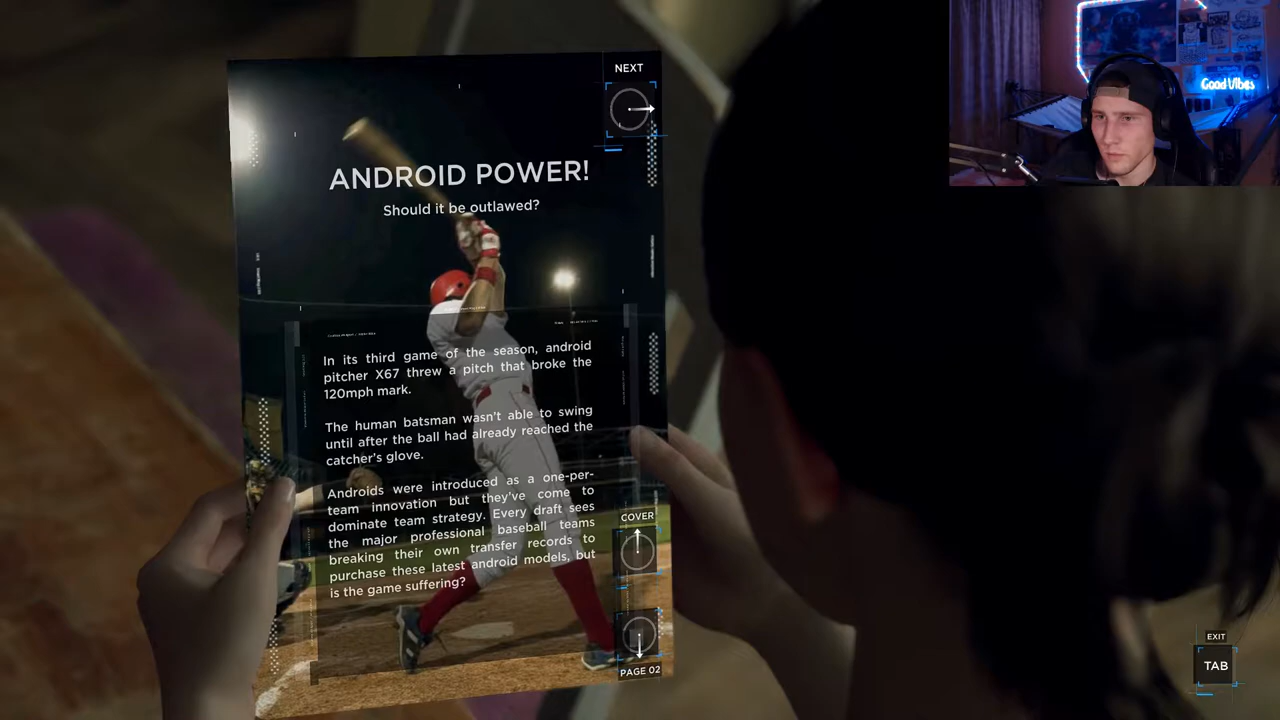 NEXT
Good Vibes
ANDROID POWER!
Should it be outlawed?
In its third game of the season, android
pitcher X67 threw a pitch that broke the
120mph mark.
The human batsman wasn't able to swing
until after the ball had already reached the
catcher's glove.
Androids were introduced as a one-per-
team innovation but they've come to
dominate team strategy. Every draft sees
the major professional baseball teams
breaking their own transfer records to
purchase these latest android models, but
is the game suffering?
COVER
PAGE 02
EXIT
TAB